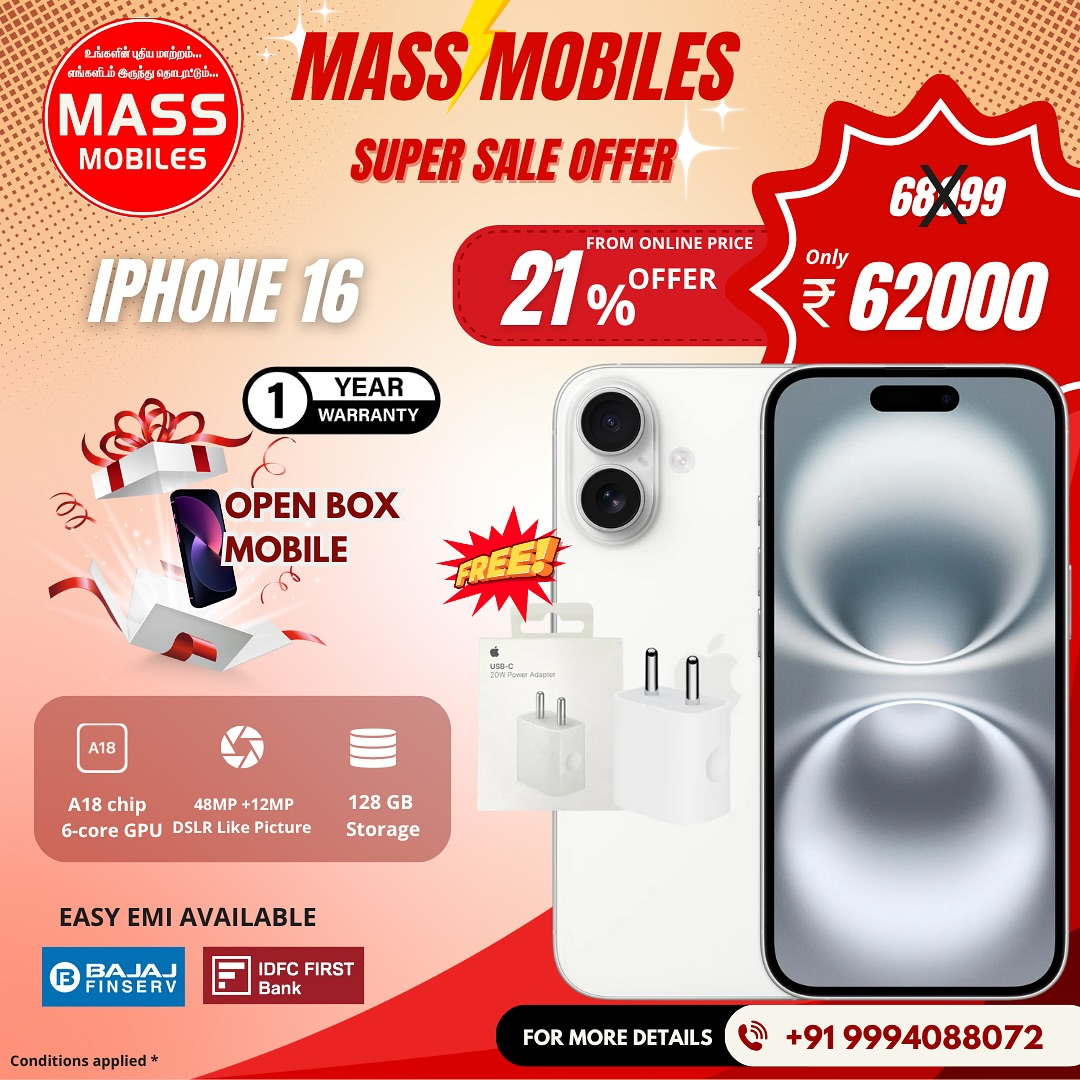 உங்களின் புதிய மாற்றம்...
எங்களிடம் இருந்து தொடரட்டும்...
MASS
MOBILES
MASS MOBILES
SUPER SALE OFFER
68999
Only
₹ 62000
FROM ONLINE PRICE
21% OFFER
IPHONE 16
1 YEAR
WARRANTY
OPEN BOX
MOBILE
FREE!
USB-C
20W Power Adapter
A18
A18 chip
6-core GPU
48MP +12MP
DSLR Like Picture
128 GB
Storage
EASY EMI AVAILABLE
B BAJAJ
FINSERV
IDFC FIRST
Bank
FOR MORE DETAILS
+91 9994088072
Conditions applied *